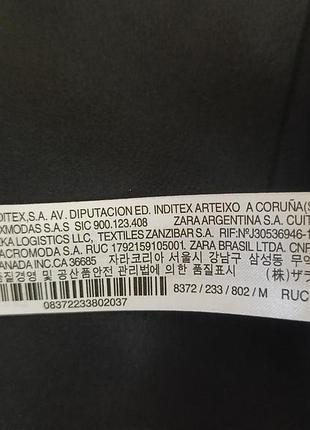 DITEX,S.A. AV. DIPUTACION ED. INDITEX ARTEIXO A CORUÑA(S
XMODAS S.A.S SIC 900.123.408 ZARA ARGENTINA S.A. CUIT
KA LOGISTICS LLC, TEXTILES ZANZIBAR S.A. RIF:NºJ30536946-1
ACROMODA S.A. RUC 1792159105001. ZARA BRASIL LTDA. CNP
ANADA INC.CA 36685 자라코리아 서울시 강남구 삼성동 무역
품질경영 및 공산품안전 관리법에 의한 품질표시 (株)ザラ
8372 / 233 / 802 / M RUC
08372233802037